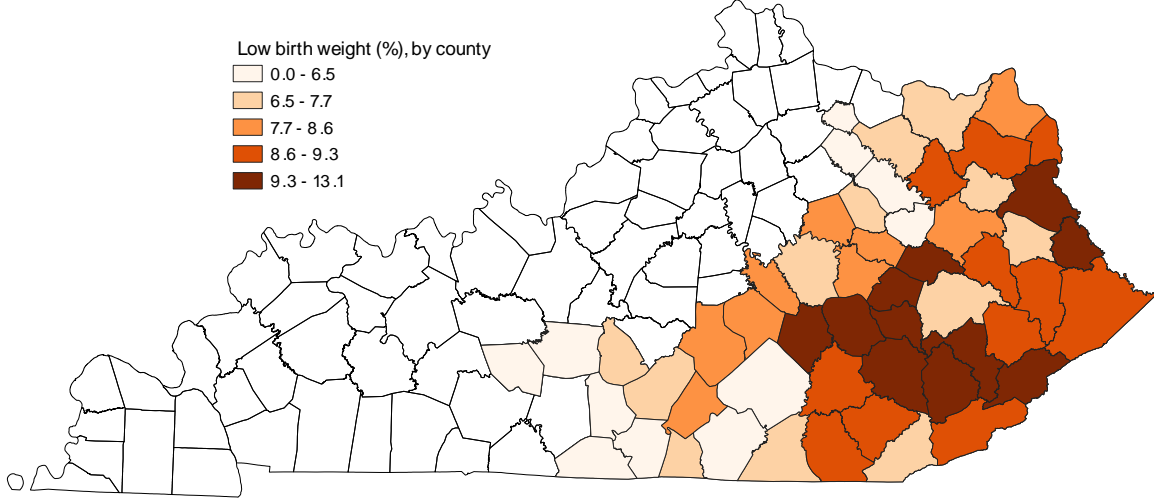 Low birth weight (%), by county
0.0 - 6.5
6.5 - 7.7
7.7 - 8.6
8.6 - 9.3
9.3 - 13.1